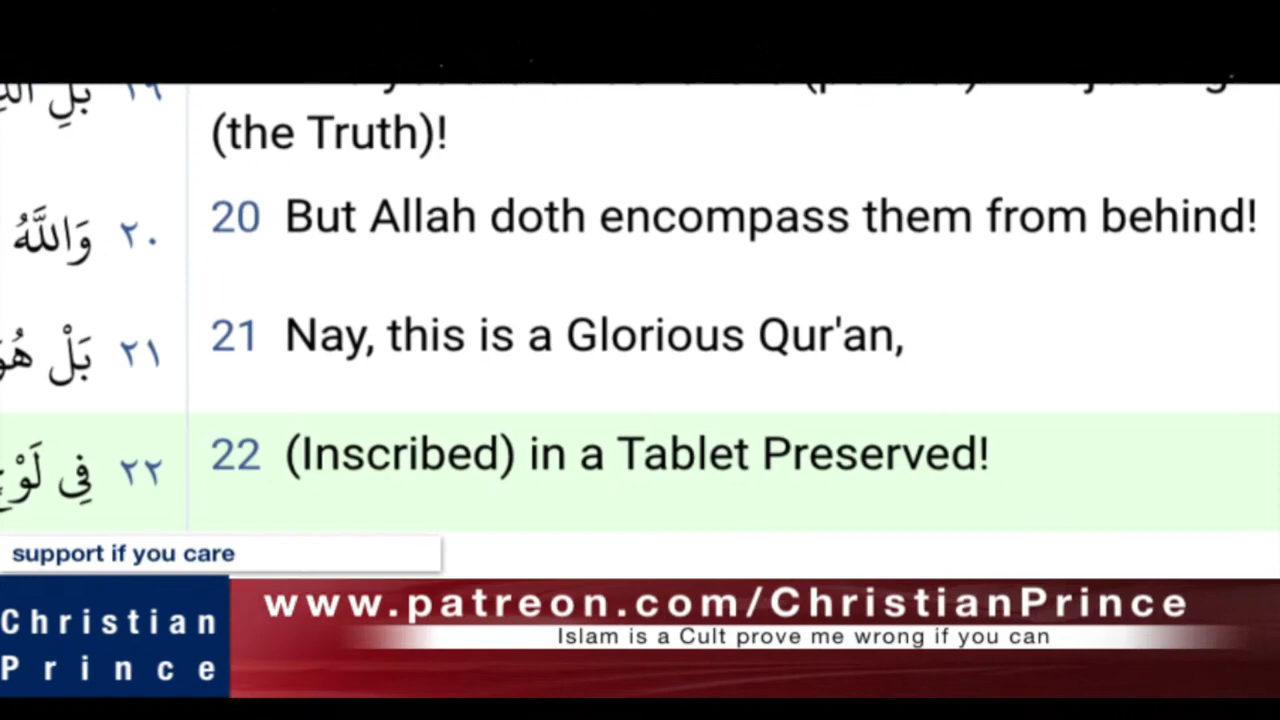 (the Truth)!
وَاللَّهُ ٢٠ 20 But Allah doth encompass them from behind!
بَلْ ٢١ 21 Nay, this is a Glorious Qur'an,
فِي ٢٢ 22 (Inscribed) in a Tablet Preserved!
support if you care
Christian
Prince
www.patreon.com/ChristianPrince
Islam is a Cult prove me wrong if you can